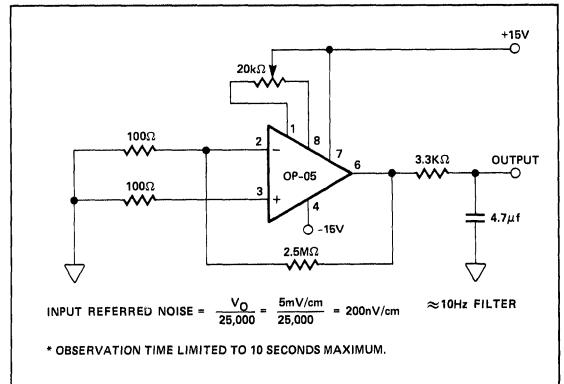 +15V
20kΩ
1
8
7
100Ω
2
−
6
3.3KΩ
OUTPUT
OP-05
100Ω
3
+
4
-15V
4.7μf
2.5MΩ
INPUT REFERRED NOISE = V_O / 25,000 = 5mV/cm / 25,000 = 200nV/cm ≈10Hz FILTER
* OBSERVATION TIME LIMITED TO 10 SECONDS MAXIMUM.